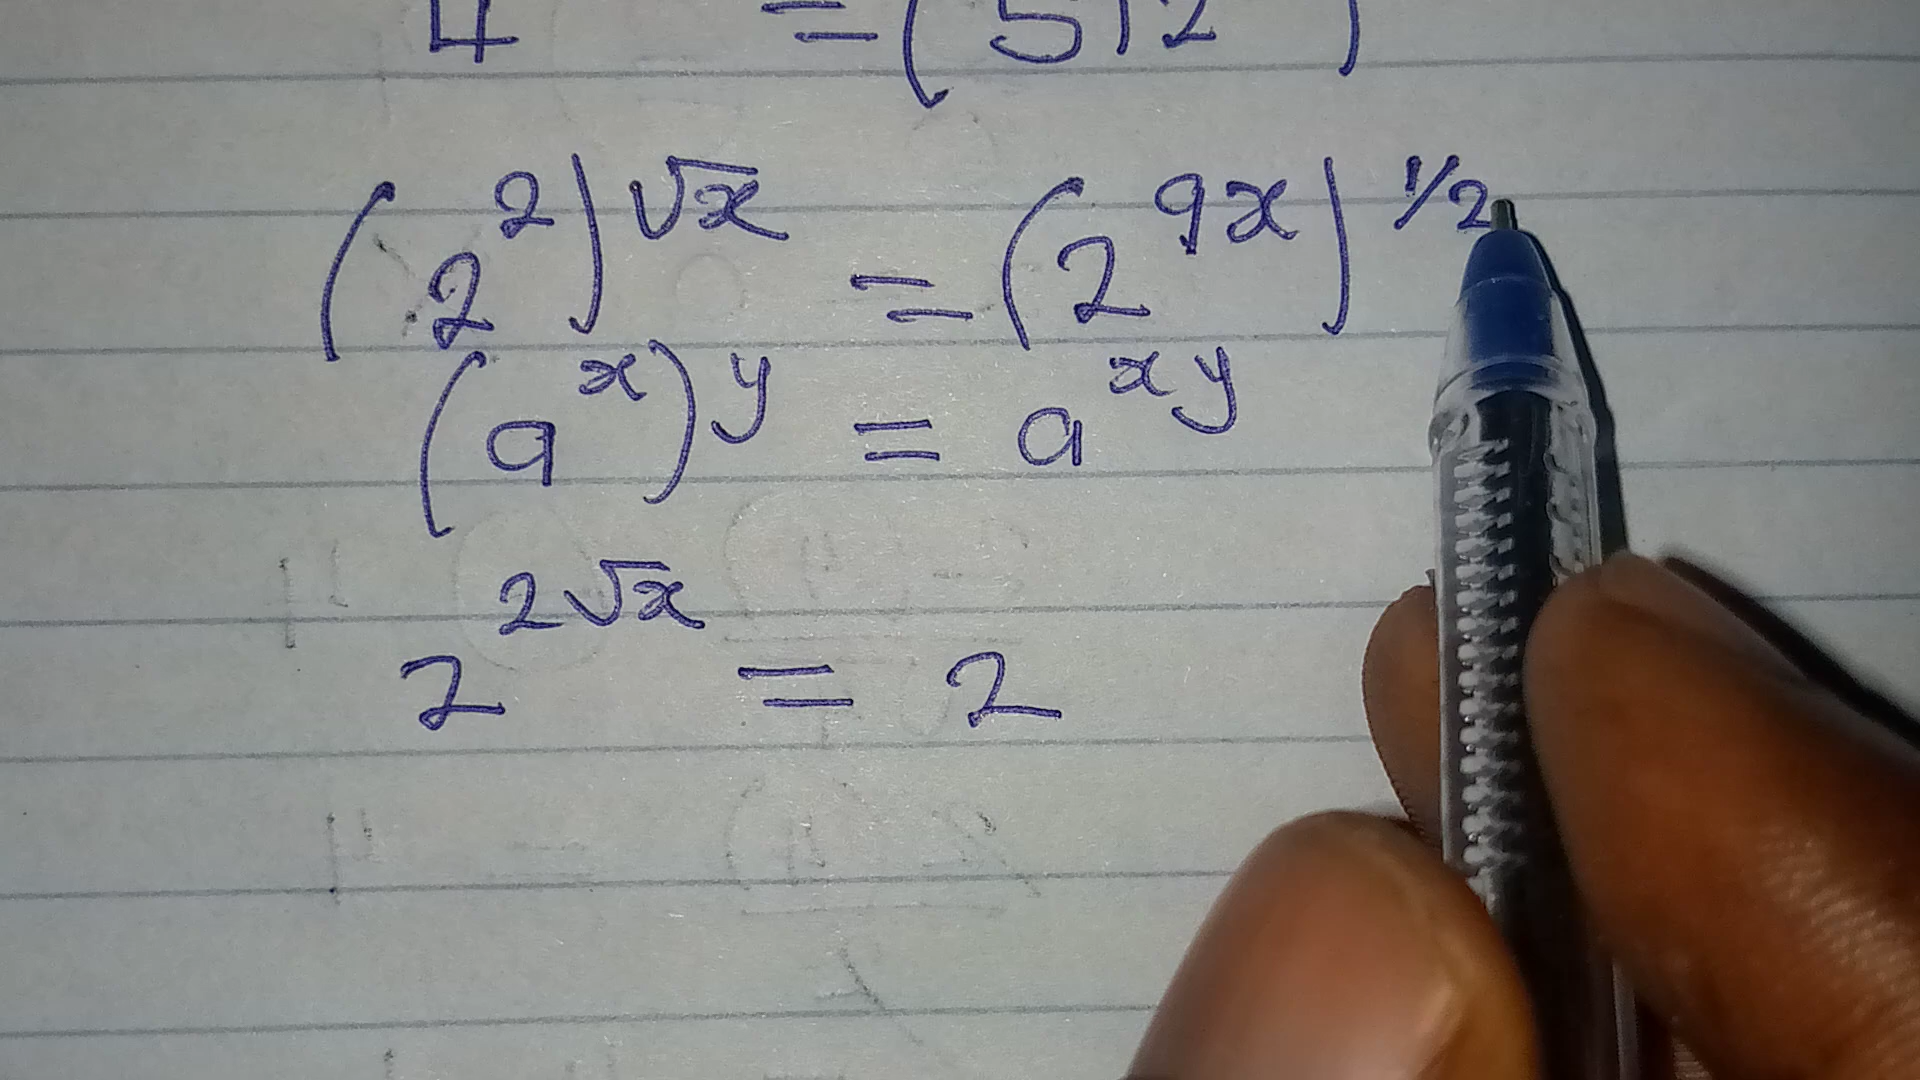 4 = (512)
(2²)^√x = (2^9x)^1/2
(a^x)^y = a^xy
2^2√x = 2